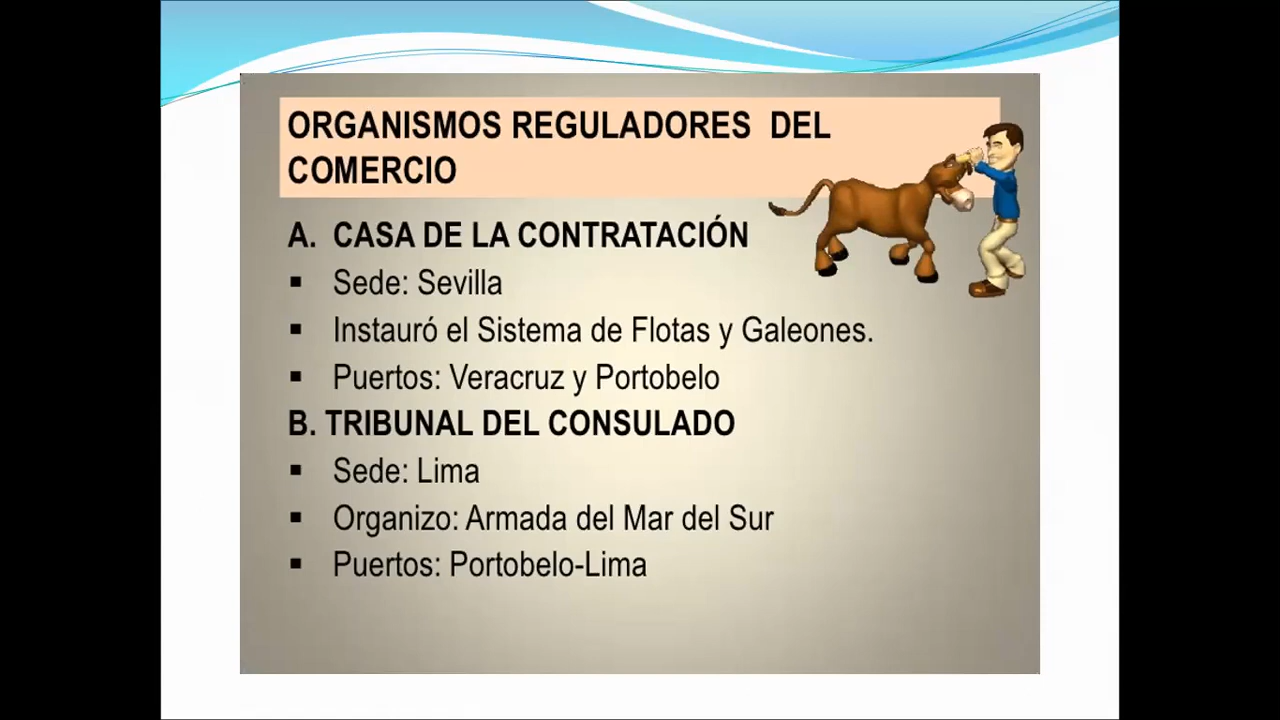 ORGANISMOS REGULADORES DEL
COMERCIO
A. CASA DE LA CONTRATACIÓN
▪ Sede: Sevilla
▪ Instauró el Sistema de Flotas y Galeones.
▪ Puertos: Veracruz y Portobelo
B. TRIBUNAL DEL CONSULADO
▪ Sede: Lima
▪ Organizo: Armada del Mar del Sur
▪ Puertos: Portobelo-Lima